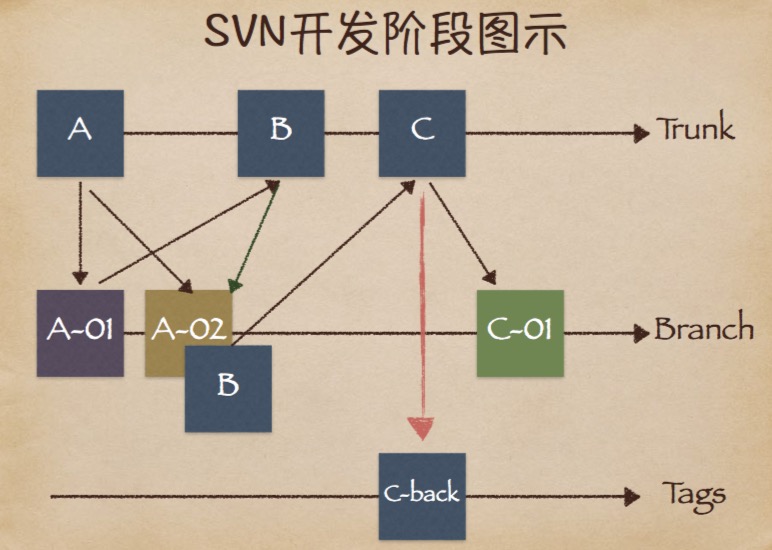 SVN开发阶段图示
A
B
C
Trunk
A-01
A-02
C-01
Branch
B
C-back
Tags